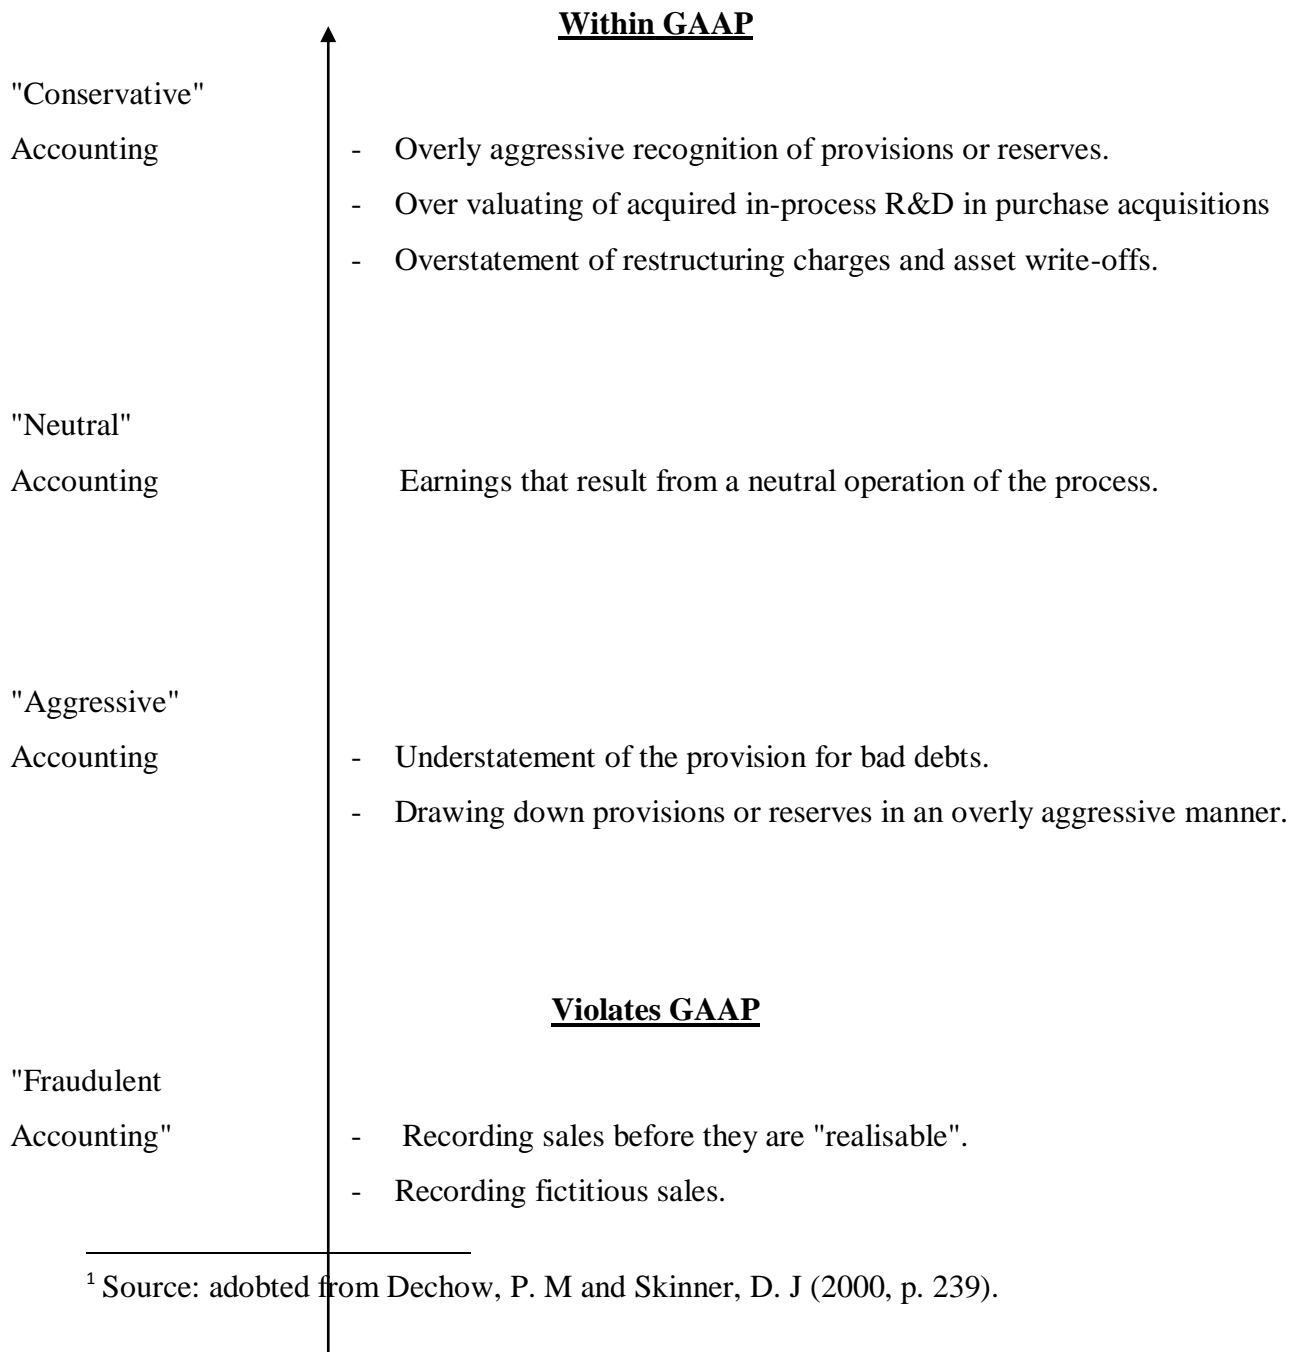 Within GAAP
"Conservative"
Accounting - Overly aggressive recognition of provisions or reserves.
- Over valuating of acquired in-process R&D in purchase acquisitions
- Overstatement of restructuring charges and asset write-offs.
"Neutral"
Accounting Earnings that result from a neutral operation of the process.
"Aggressive"
Accounting - Understatement of the provision for bad debts.
- Drawing down provisions or reserves in an overly aggressive manner.
Violates GAAP
"Fraudulent
Accounting" - Recording sales before they are "realisable".
- Recording fictitious sales.
1 Source: adobted from Dechow, P. M and Skinner, D. J (2000, p. 239).